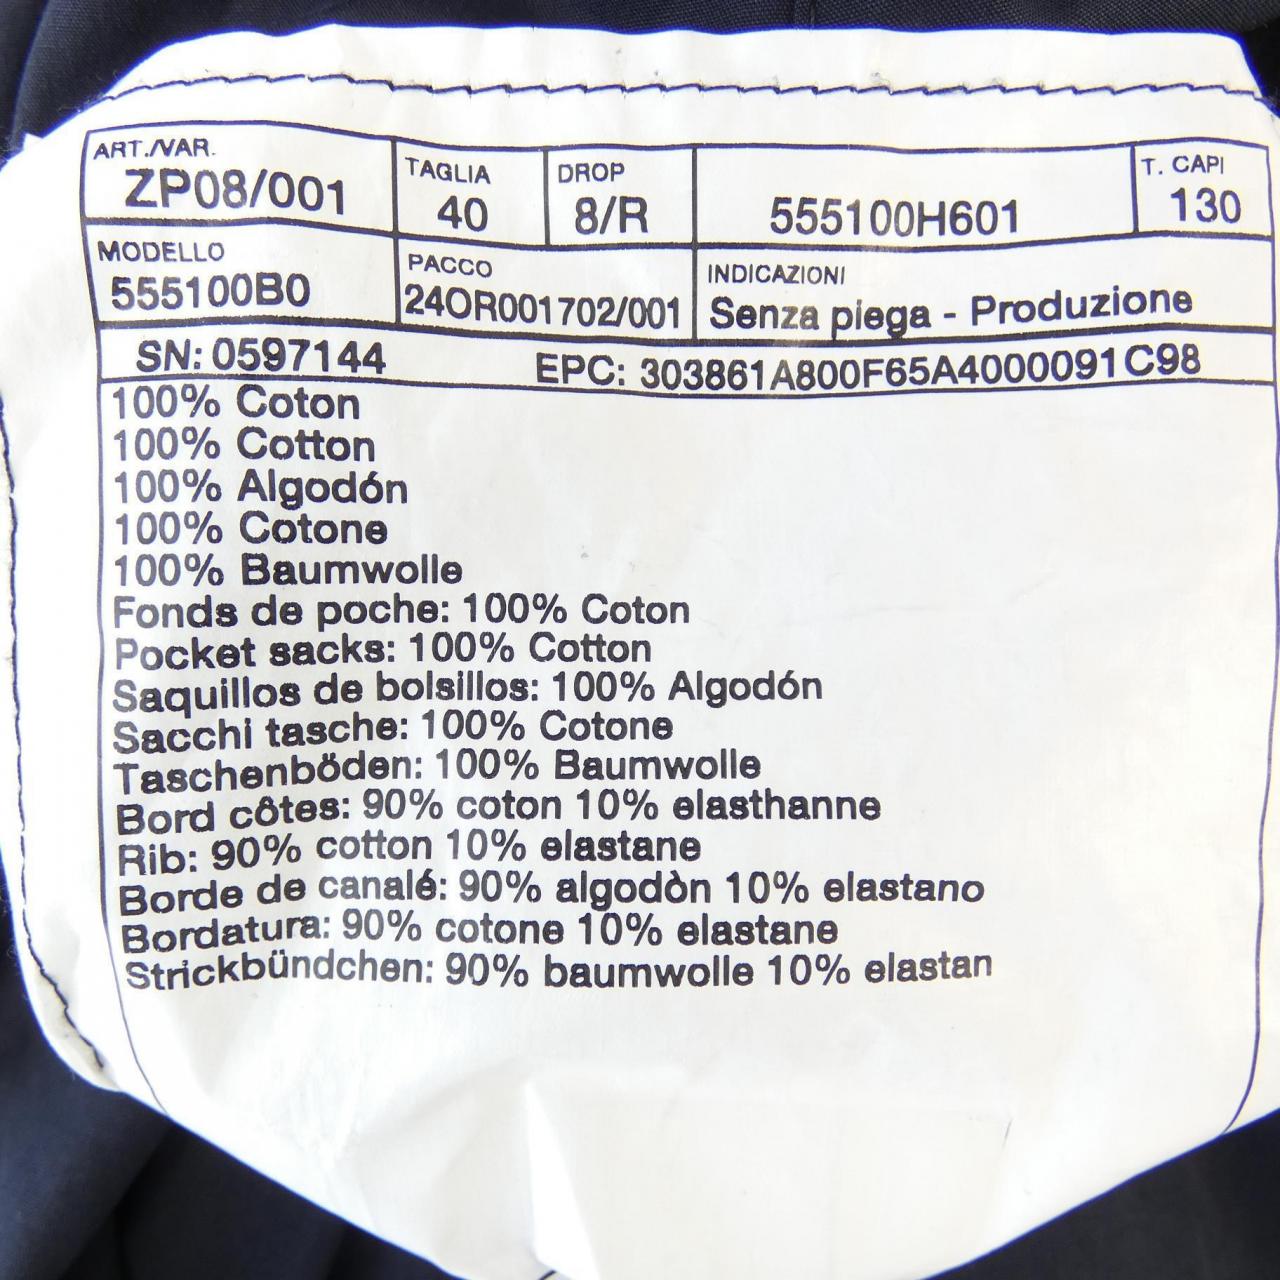 ART./VAR. TAGLIA DROP T. CAPI
ZP08/001 40 8/R 555100H601 130
MODELLO PACCO INDICAZIONI
555100B0 24OR001702/001 Senza piega - Produzione
SN: 0597144 EPC: 303861A800F65A4000091C98
100% Coton
100% Cotton
100% Algodón
100% Cotone
100% Baumwolle
Fonds de poche: 100% Coton
Pocket sacks: 100% Cotton
Saquillos de bolsillos: 100% Algodón
Sacchi tasche: 100% Cotone
Taschenböden: 100% Baumwolle
Bord côtes: 90% coton 10% elasthanne
Rib: 90% cotton 10% elastane
Borde de canalé: 90% algodòn 10% elastano
Bordatura: 90% cotone 10% elastane
Strickbündchen: 90% baumwolle 10% elastan